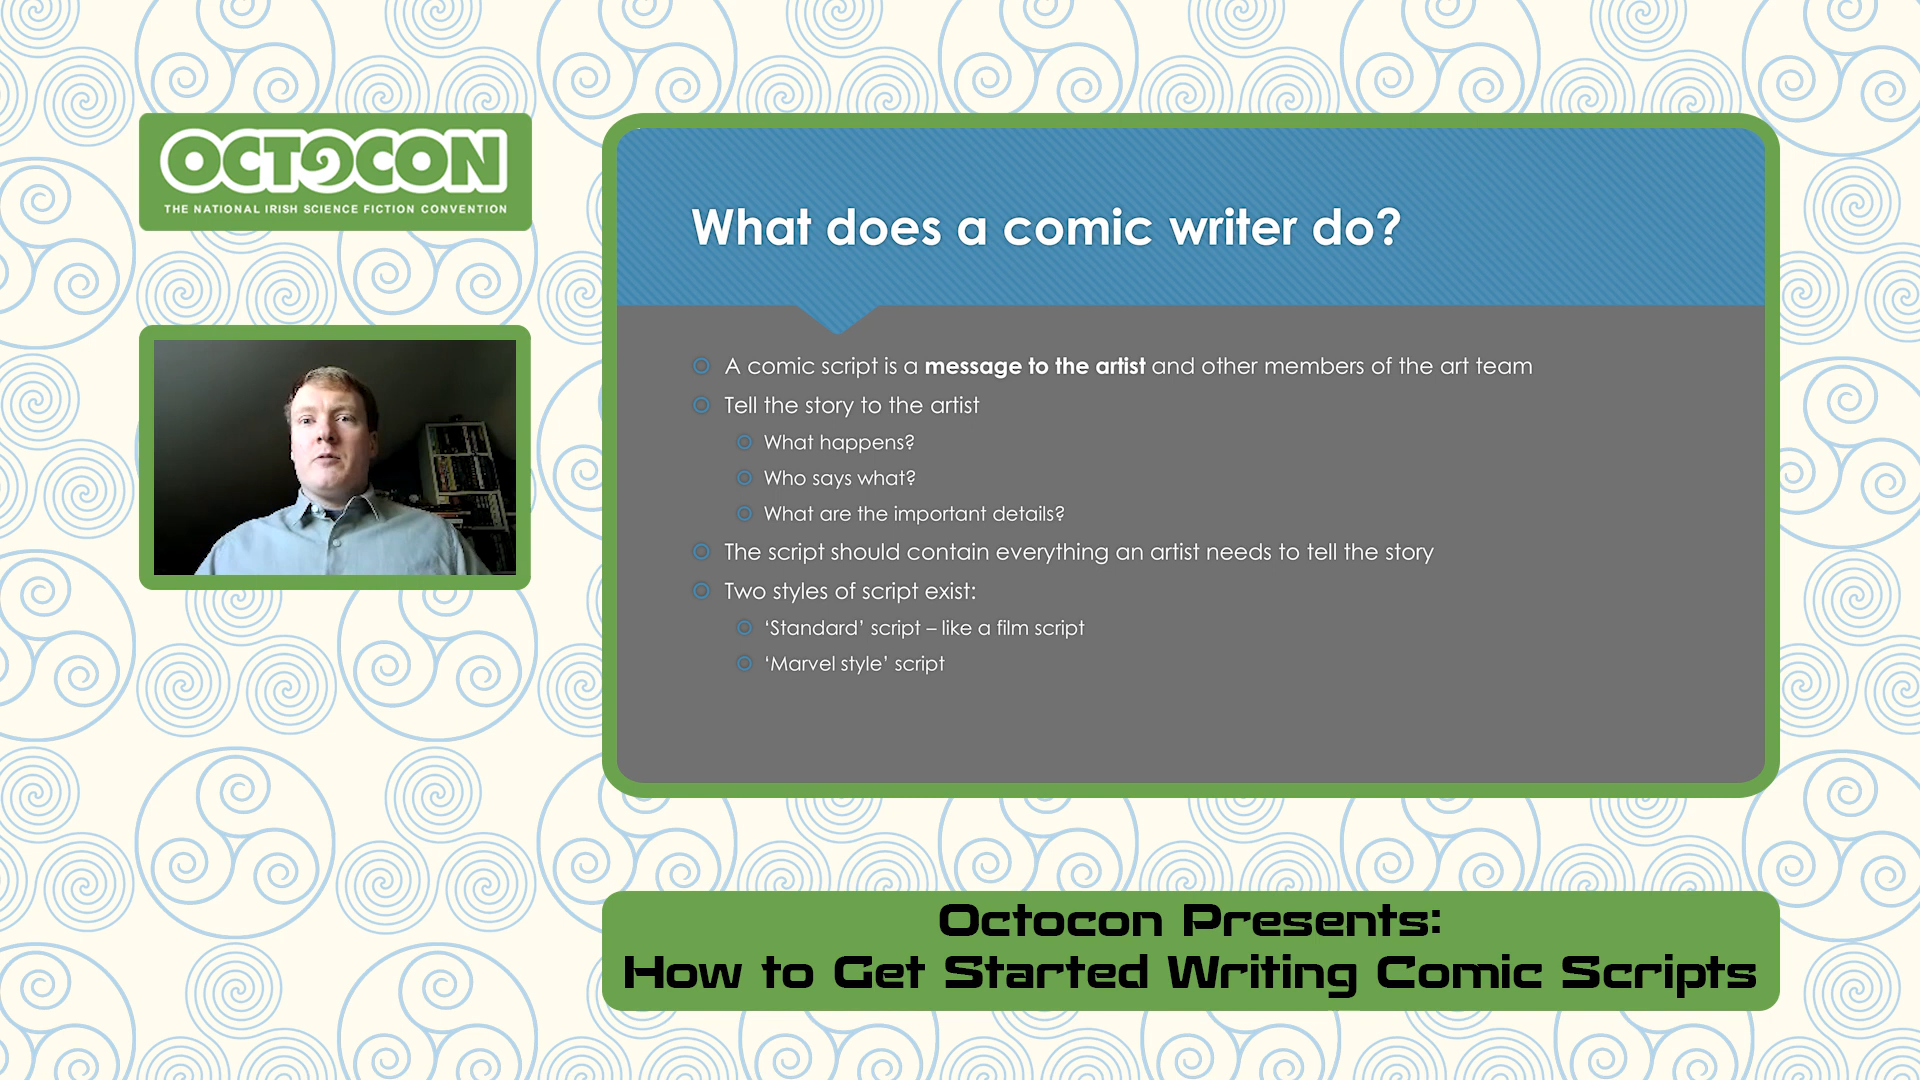 OCTOCON
THE NATIONAL IRISH SCIENCE FICTION CONVENTION
What does a comic writer do?
A comic script is a message to the artist and other members of the art team
Tell the story to the artist
What happens?
Who says what?
What are the important details?
The script should contain everything an artist needs to tell the story
Two styles of script exist:
‘Standard’ script – like a film script
‘Marvel style’ script
Octocon Presents:
How to Get Started Writing Comic Scripts